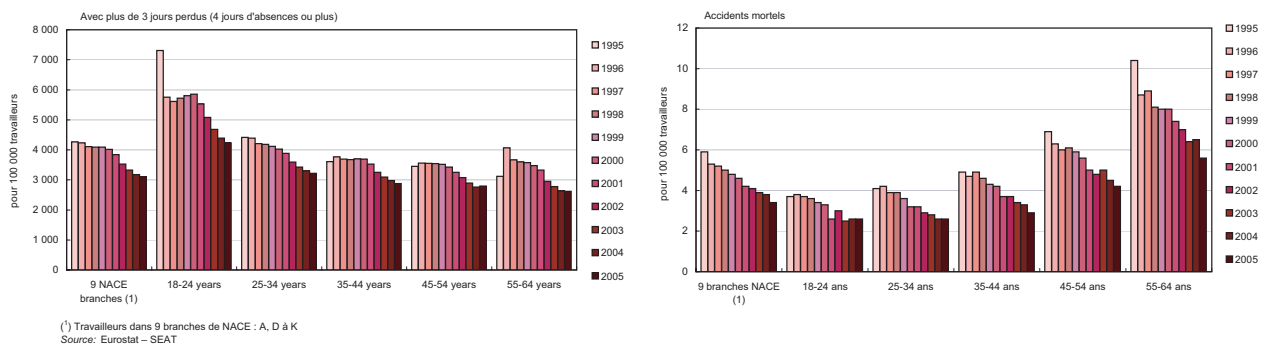 Avec plus de 3 jours perdus (4 jours d'absences ou plus)
pour 100 000 travailleurs
8 000
7 000
6 000
5 000
4 000
3 000
2 000
1 000
0
9 NACE
branches (1)
18-24 years
25-34 years
35-44 years
45-54 years
55-64 years
1995
1996
1997
1998
1999
2000
2001
2002
2003
2004
2005
Accidents mortels
pour 100 000 travailleurs
12
10
8
6
4
2
0
9 branches NACE
(1)
18-24 ans
25-34 ans
35-44 ans
45-54 ans
55-64 ans
1995
1996
1997
1998
1999
2000
2001
2002
2003
2004
2005
(¹) Travailleurs dans 9 branches de NACE : A, D à K
Source: Eurostat – SEAT